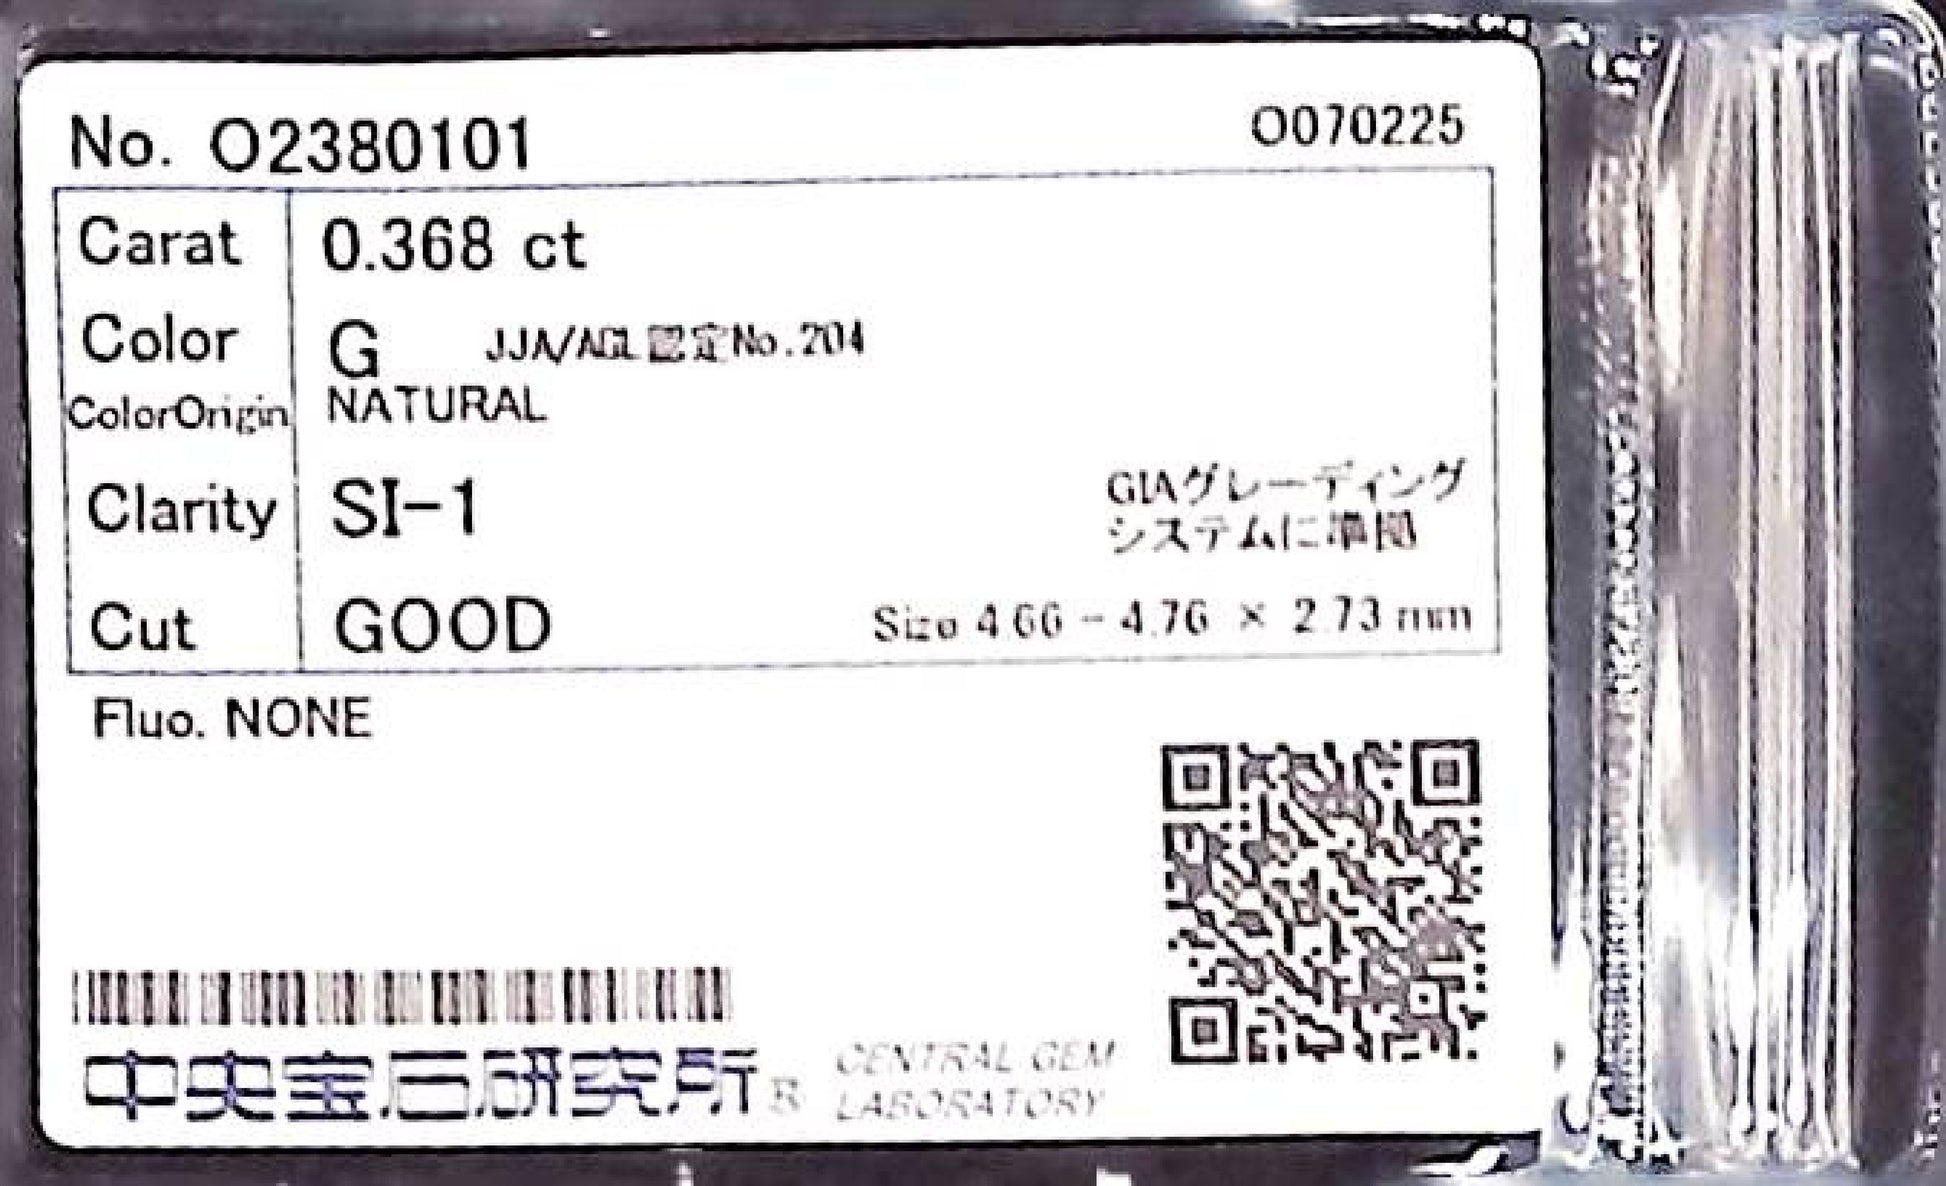 No. O2380101 O070225
Carat 0.368 ct
Color G JJA/AGL認定No.204
ColorOrigin NATURAL
Clarity SI-1
GIAグレーディング
システムに準拠
Cut GOOD Size 4.66 - 4.76 × 2.73 mm
Fluo. NONE
中央宝石研究所 ®
CENTRAL GEM
LABORATORY